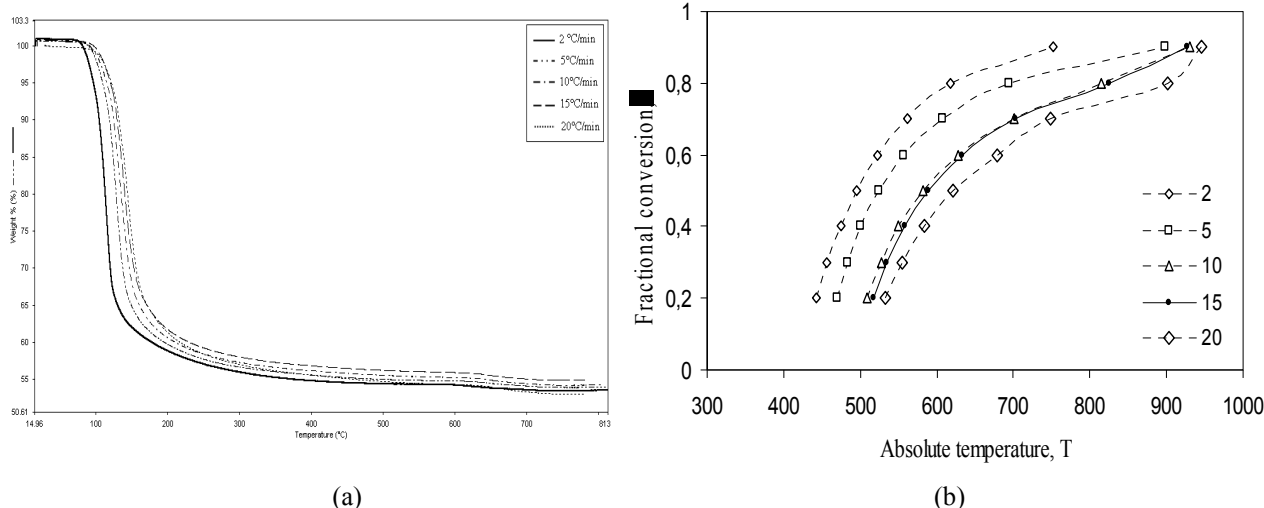 103.3
100
95
90
85
80
75
70
65
60
55
50.61
Weight % (%)
14.96 100 200 300 400 500 600 700 813
Temperature (°C)
2 °C/min
5°C/min
10°C/min
15°C/min
20°C/min
(a)
1
0,8
0,6
0,4
0,2
0
Fractional conversion,
300 400 500 600 700 800 900 1000
Absolute temperature, T
2
5
10
15
20
(b)